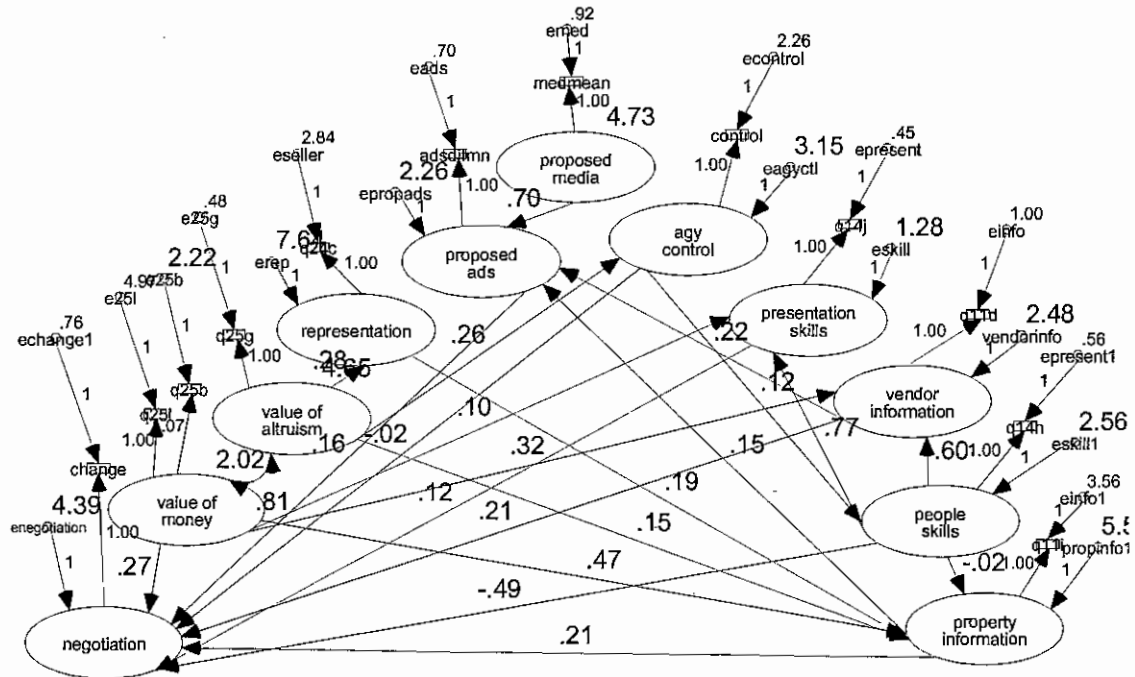 .92
emed
1
medmean
1.00
4.73
proposed
media
.70
eads
1
1.00
2.26
epropads
1
.70
proposed
ads
2.26
econtrol
1
control
1.00
3.15
eagyctl
1
agy
control
.45
epresent
1
1.00
1.28
eskill
1
presentation
skills
1.00
einfo
1
q11d
1.00
2.48
vendorinfo
1
vendor
information
.56
epresent1
1
q14h
1.00
2.56
eskill1
1
people
skills
3.56
einfo1
1
1.00
propinfo1
1
property
information
2.84
eseller
1
1.00
erep
1
representation
.48
e25g
1
q25g
1.00
value of
altruism
2.22
e25b
1
q25b
e25l
1
1.00
.07
value of
money
.76
echange1
1
change
1.00
4.39
enegotiation
1
negotiation
.28
4.65
2.02
.81
.27
.16
-.02
.26
.10
.32
.12
.21
.22
.12
.77
.15
.19
.15
.47
-.49
.21
.60
-.02